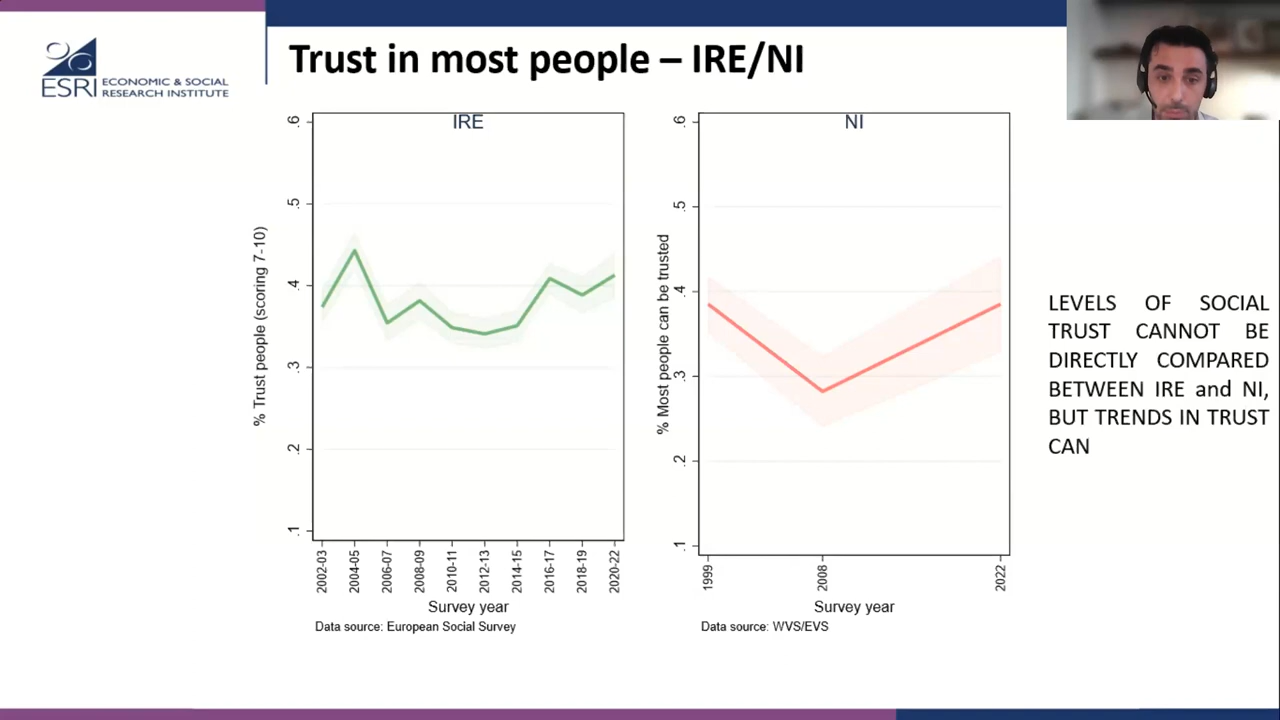 ESRI ECONOMIC & SOCIAL
RESEARCH INSTITUTE
Trust in most people – IRE/NI
IRE
% Trust people (scoring 7-10)
.6
.5
.4
.3
.2
.1
2002-03
2004-05
2006-07
2008-09
2010-11
2012-13
2014-15
2016-17
2018-19
2020-22
Survey year
Data source: European Social Survey
NI
% Most people can be trusted
.6
.5
.4
.3
.2
.1
1999
2008
2022
Survey year
Data source: WVS/EVS
LEVELS OF SOCIAL
TRUST CANNOT BE
DIRECTLY COMPARED
BETWEEN IRE and NI,
BUT TRENDS IN TRUST
CAN